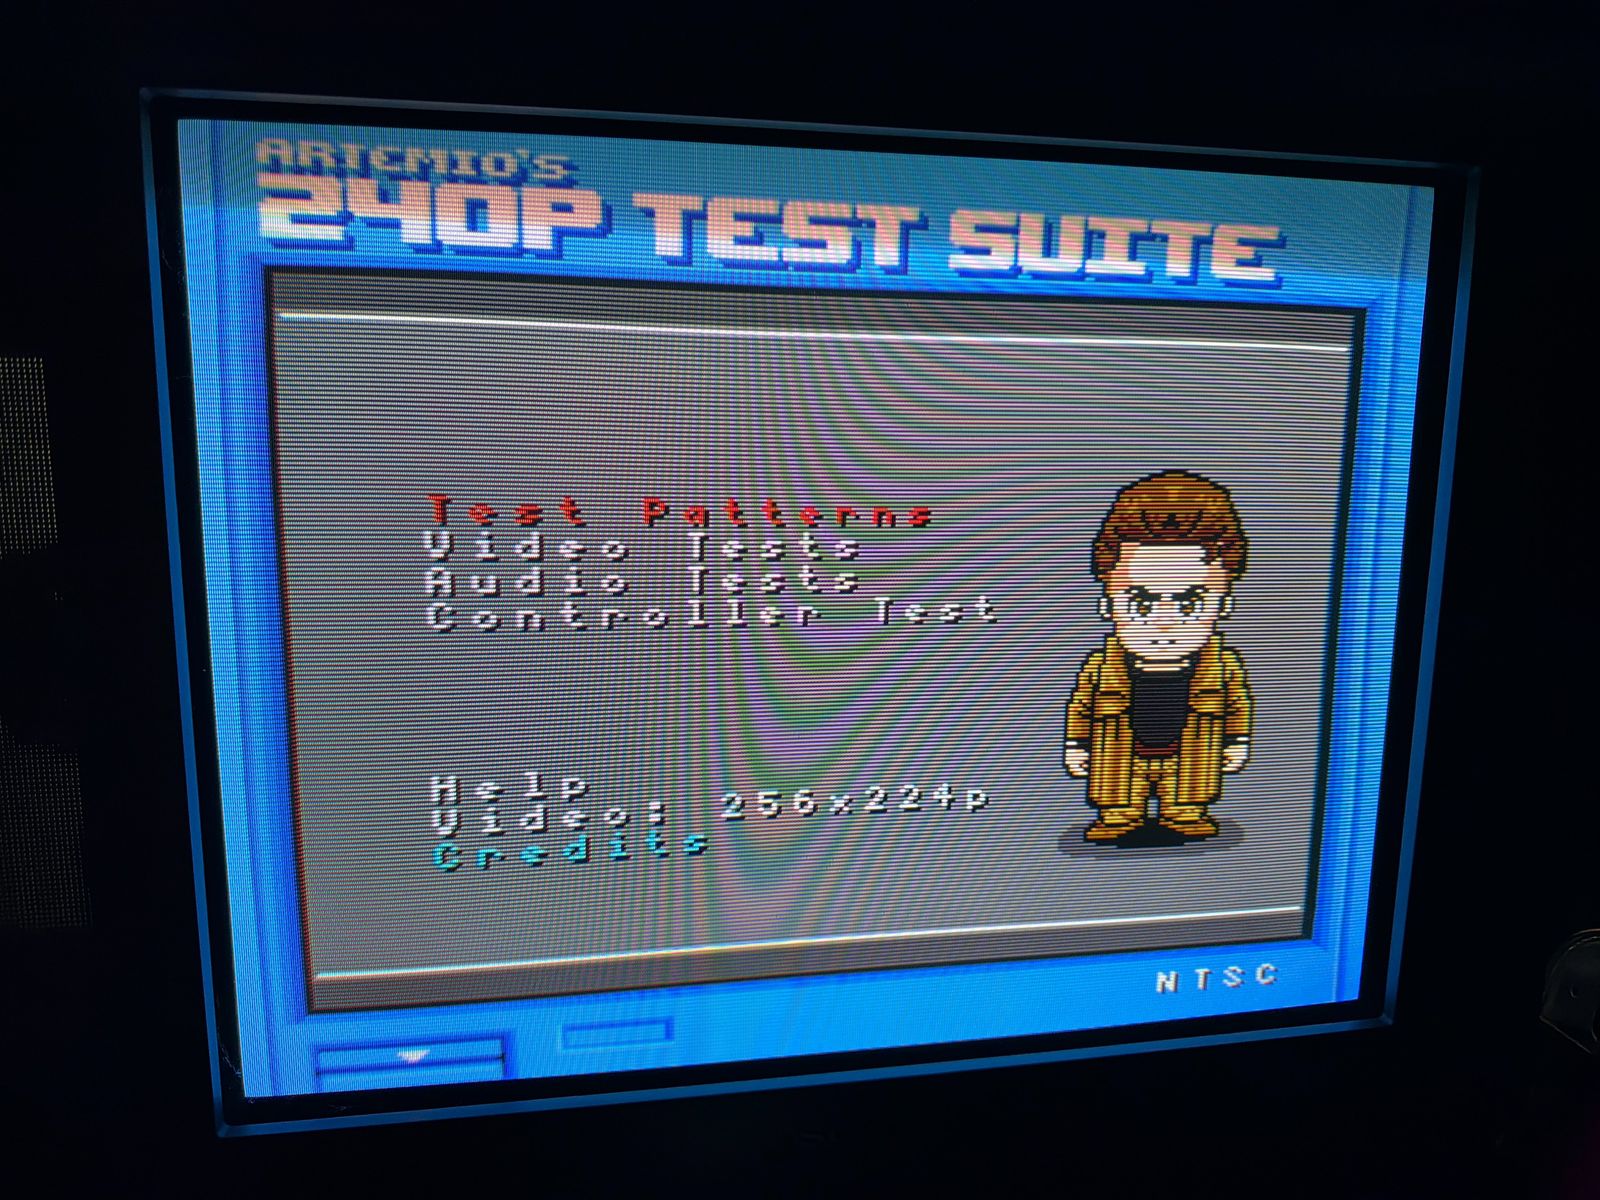 ARTEMIO'S
240P TEST SUITE
Test Patterns
Video Tests
Audio Tests
Controller Test
Help
Video: 256x224p
Credits
NTSC